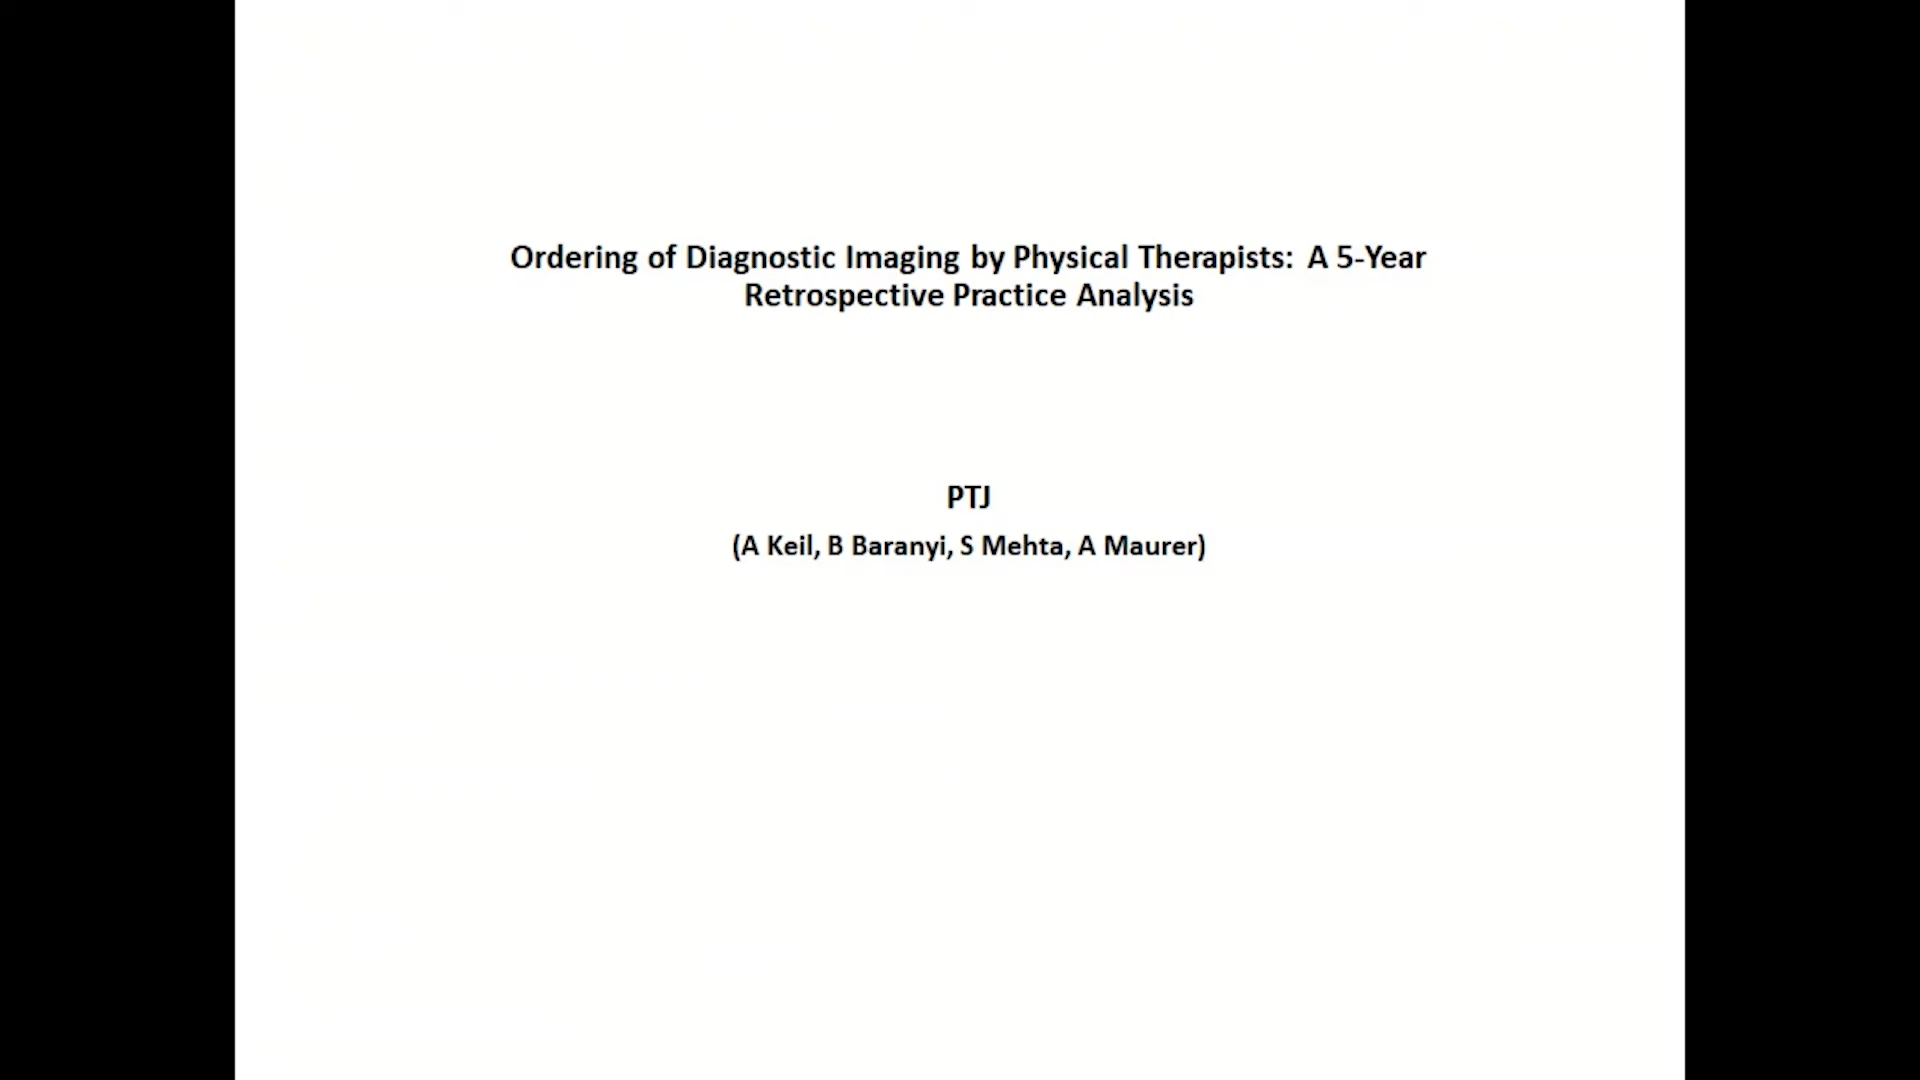 Ordering of Diagnostic Imaging by Physical Therapists: A 5-Year
Retrospective Practice Analysis
PTJ
(A Keil, B Baranyi, S Mehta, A Maurer)